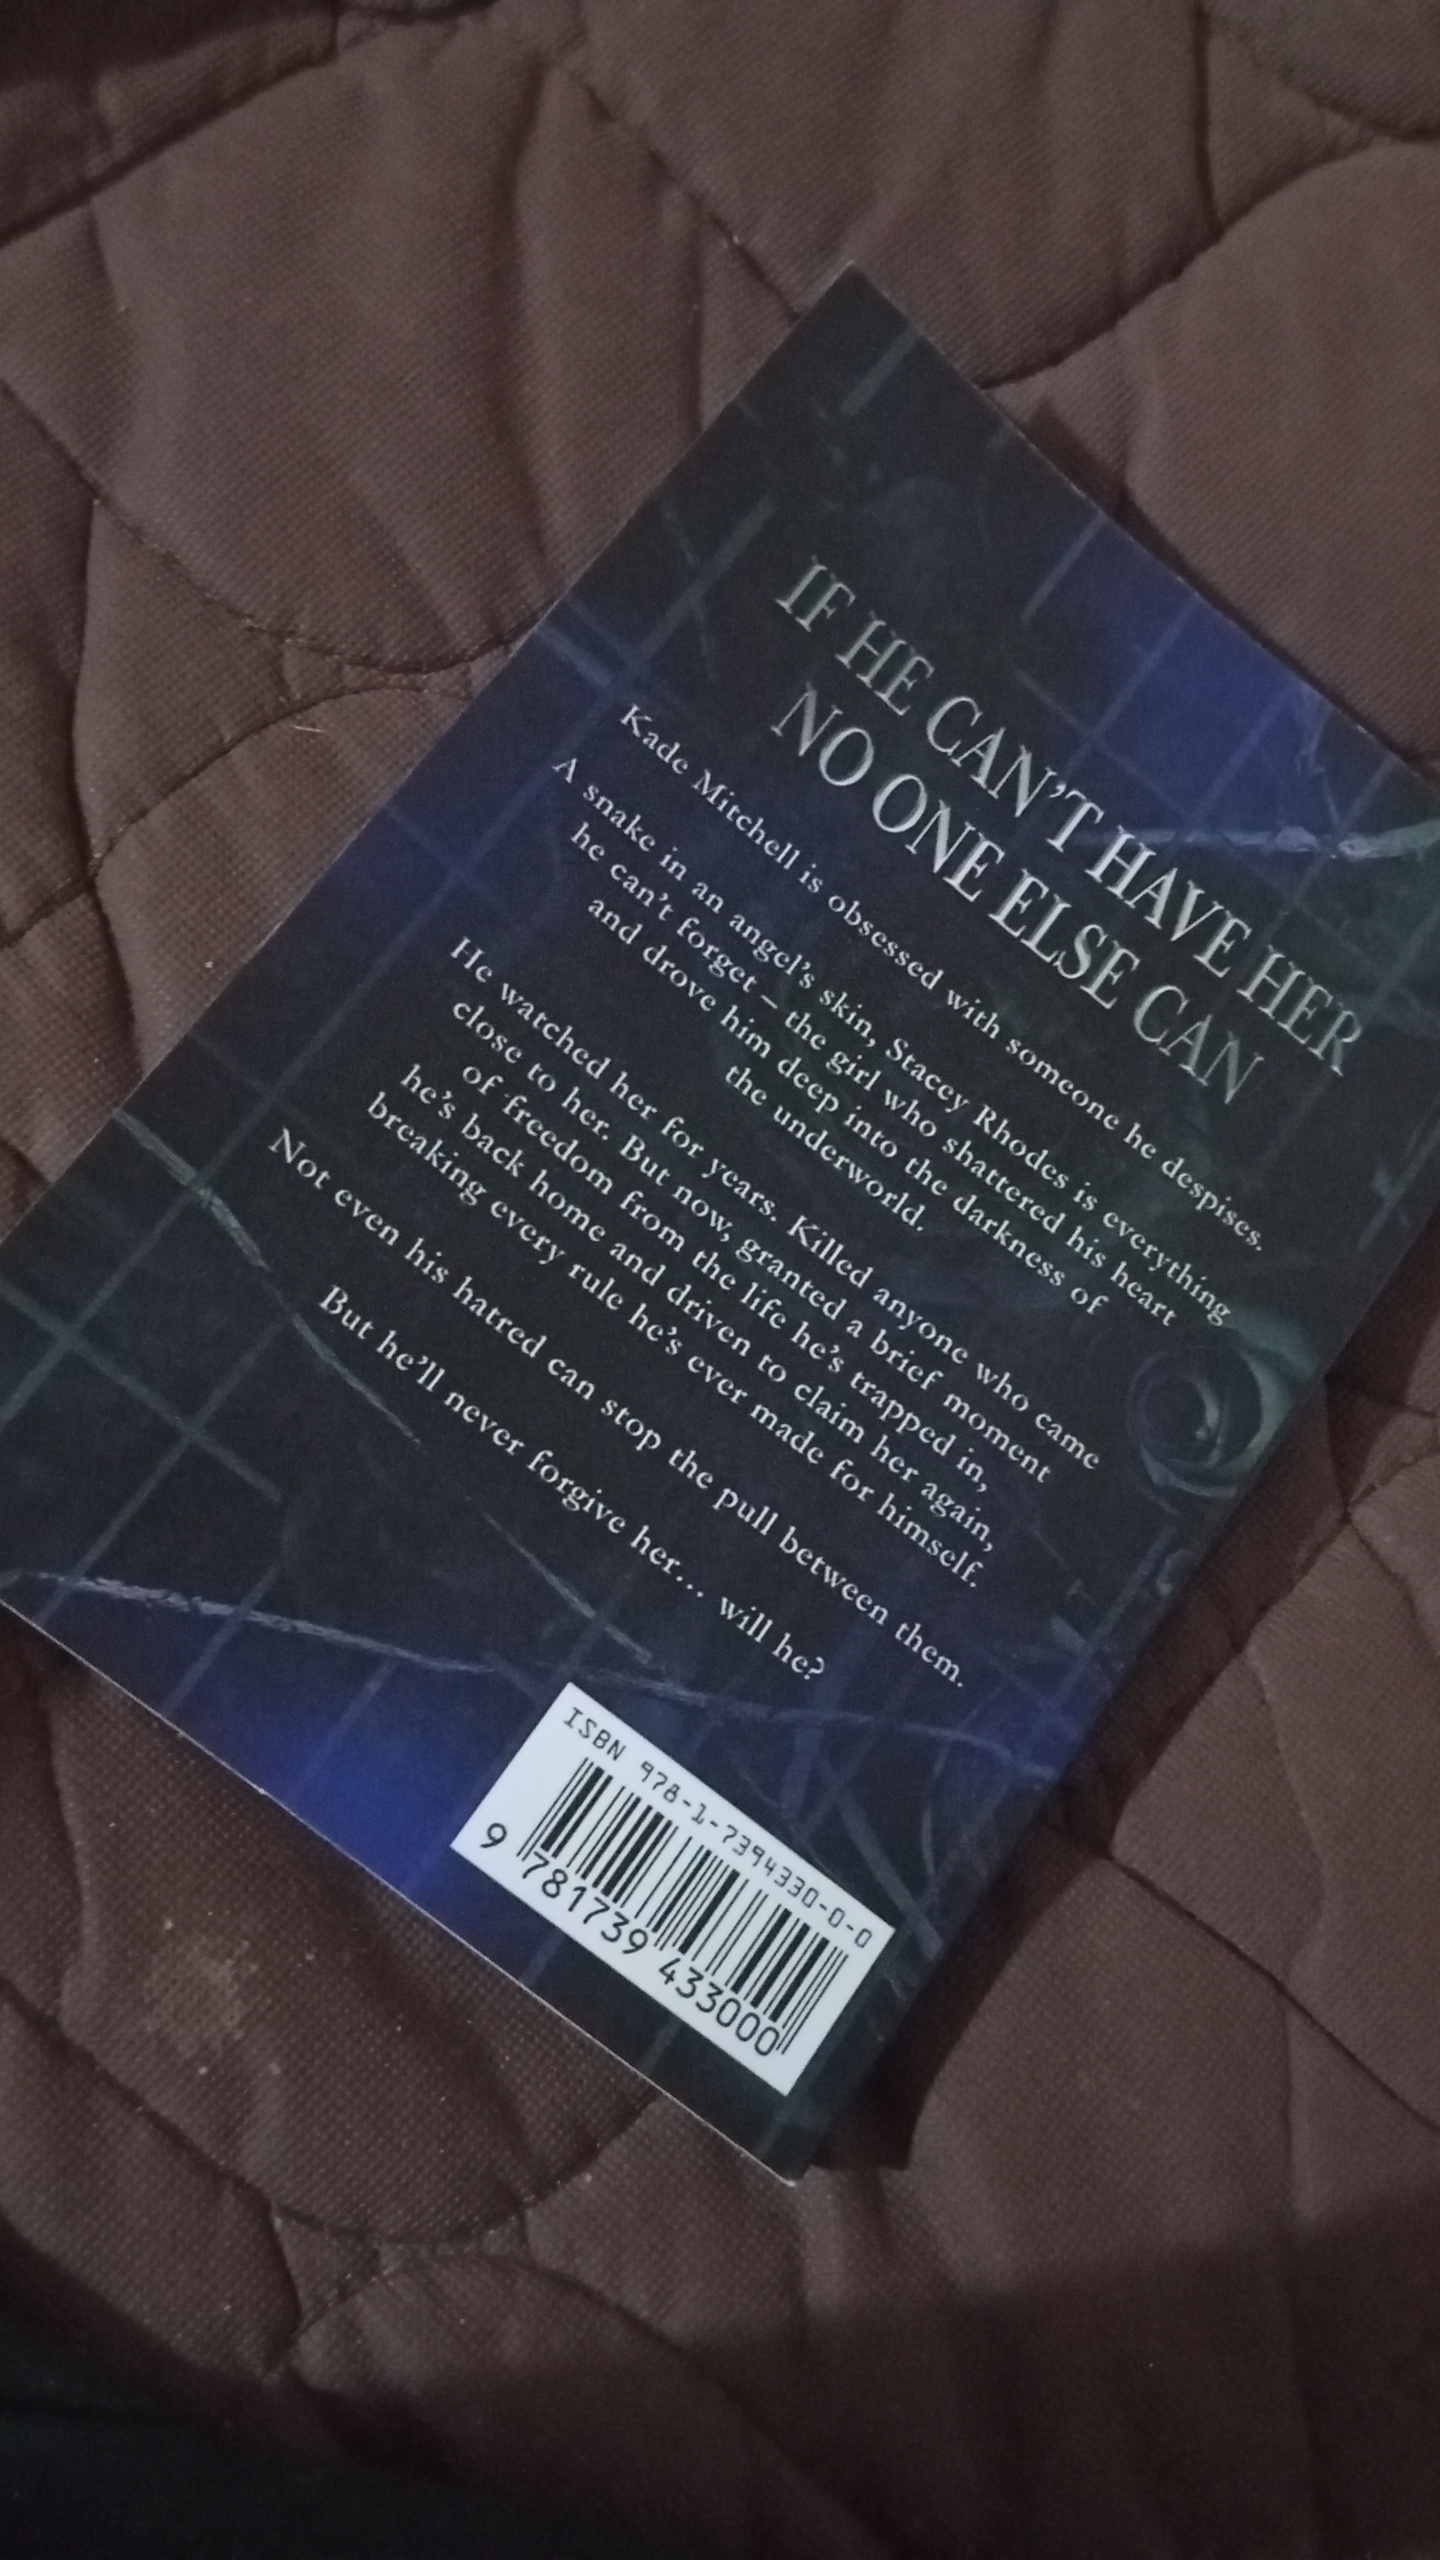 IF HE CAN'T HAVE HER
NO ONE ELSE CAN
Kade Mitchell is obsessed with someone he despises.
A snake in an angel's skin, Stacey Rhodes is everything
he can't forget – the girl who shattered his heart
and drove him deep into the darkness of
the underworld.
He watched her for years. Killed anyone who came
close to her. But now, granted a brief moment
of freedom from the life he's trapped in,
he's back home and driven to claim her again,
breaking every rule he's ever made for himself.
Not even his hatred can stop the pull between them.
But he'll never forgive her... will he?
ISBN 978-1-7394330-0-0
9 781739 433000